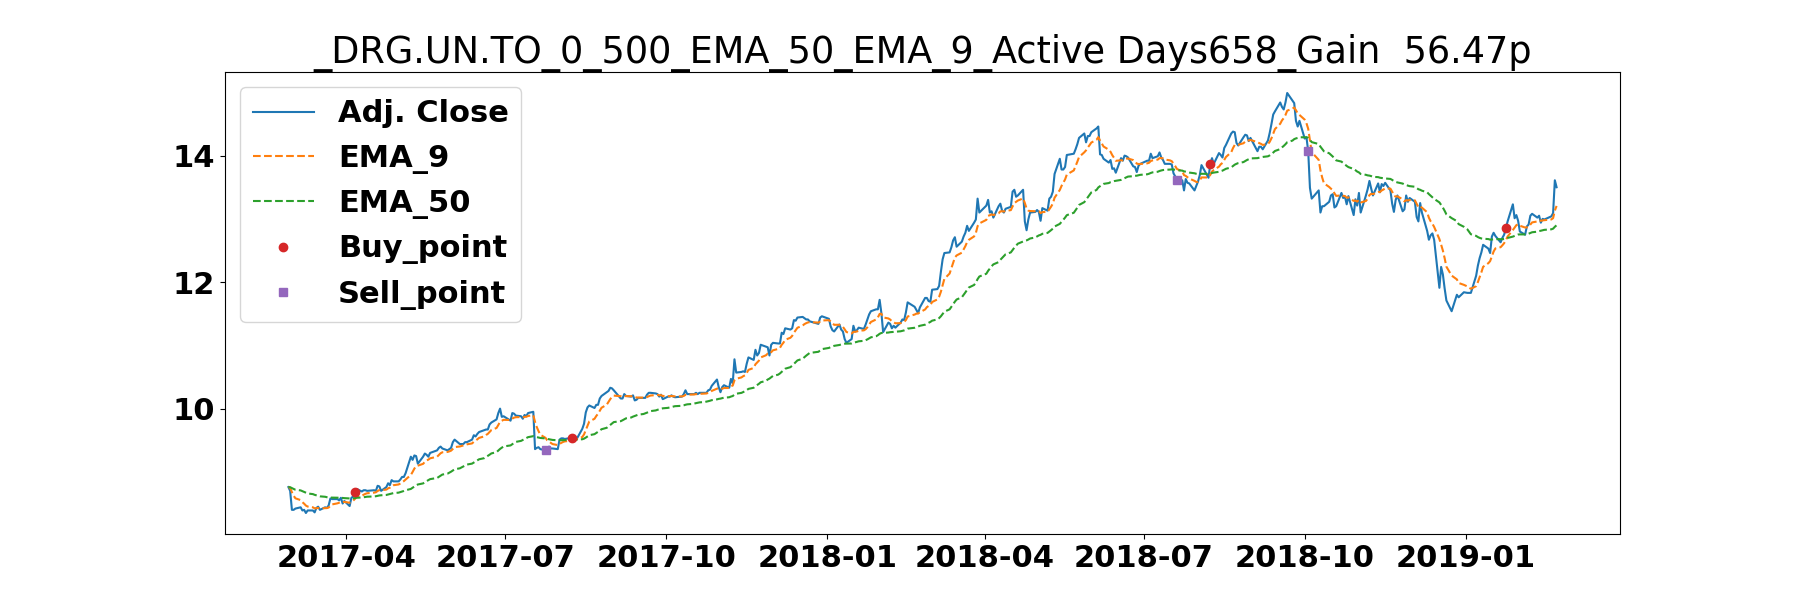 _DRG.UN.TO_0_500_EMA_50_EMA_9_Active Days658_Gain  56.47p
Adj. Close
EMA_9
EMA_50
Buy_point
Sell_point
14
12
10
2017-04 2017-07 2017-10 2018-01 2018-04 2018-07 2018-10 2019-01